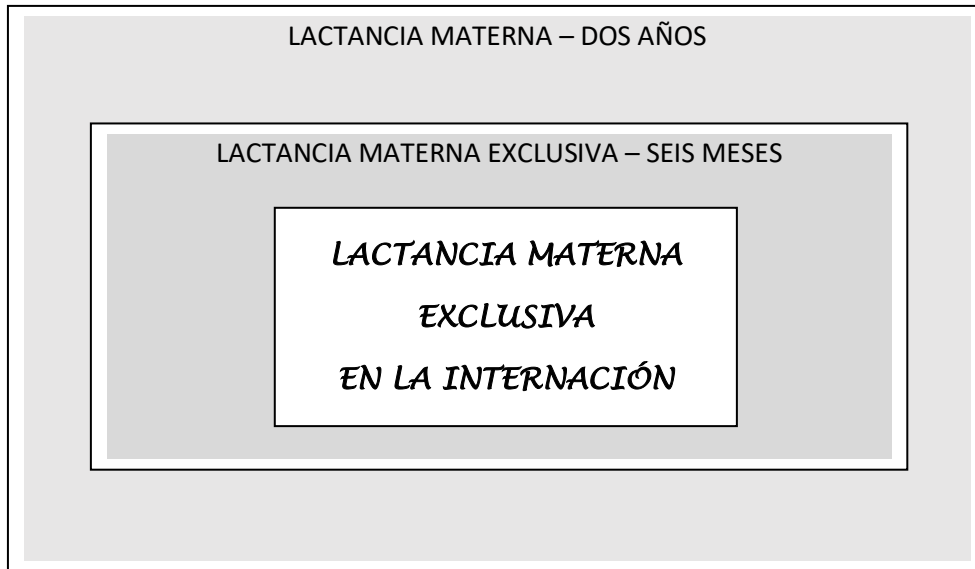 LACTANCIA MATERNA – DOS AÑOS
LACTANCIA MATERNA EXCLUSIVA – SEIS MESES
LACTANCIA MATERNA
EXCLUSIVA
EN LA INTERNACIÓN